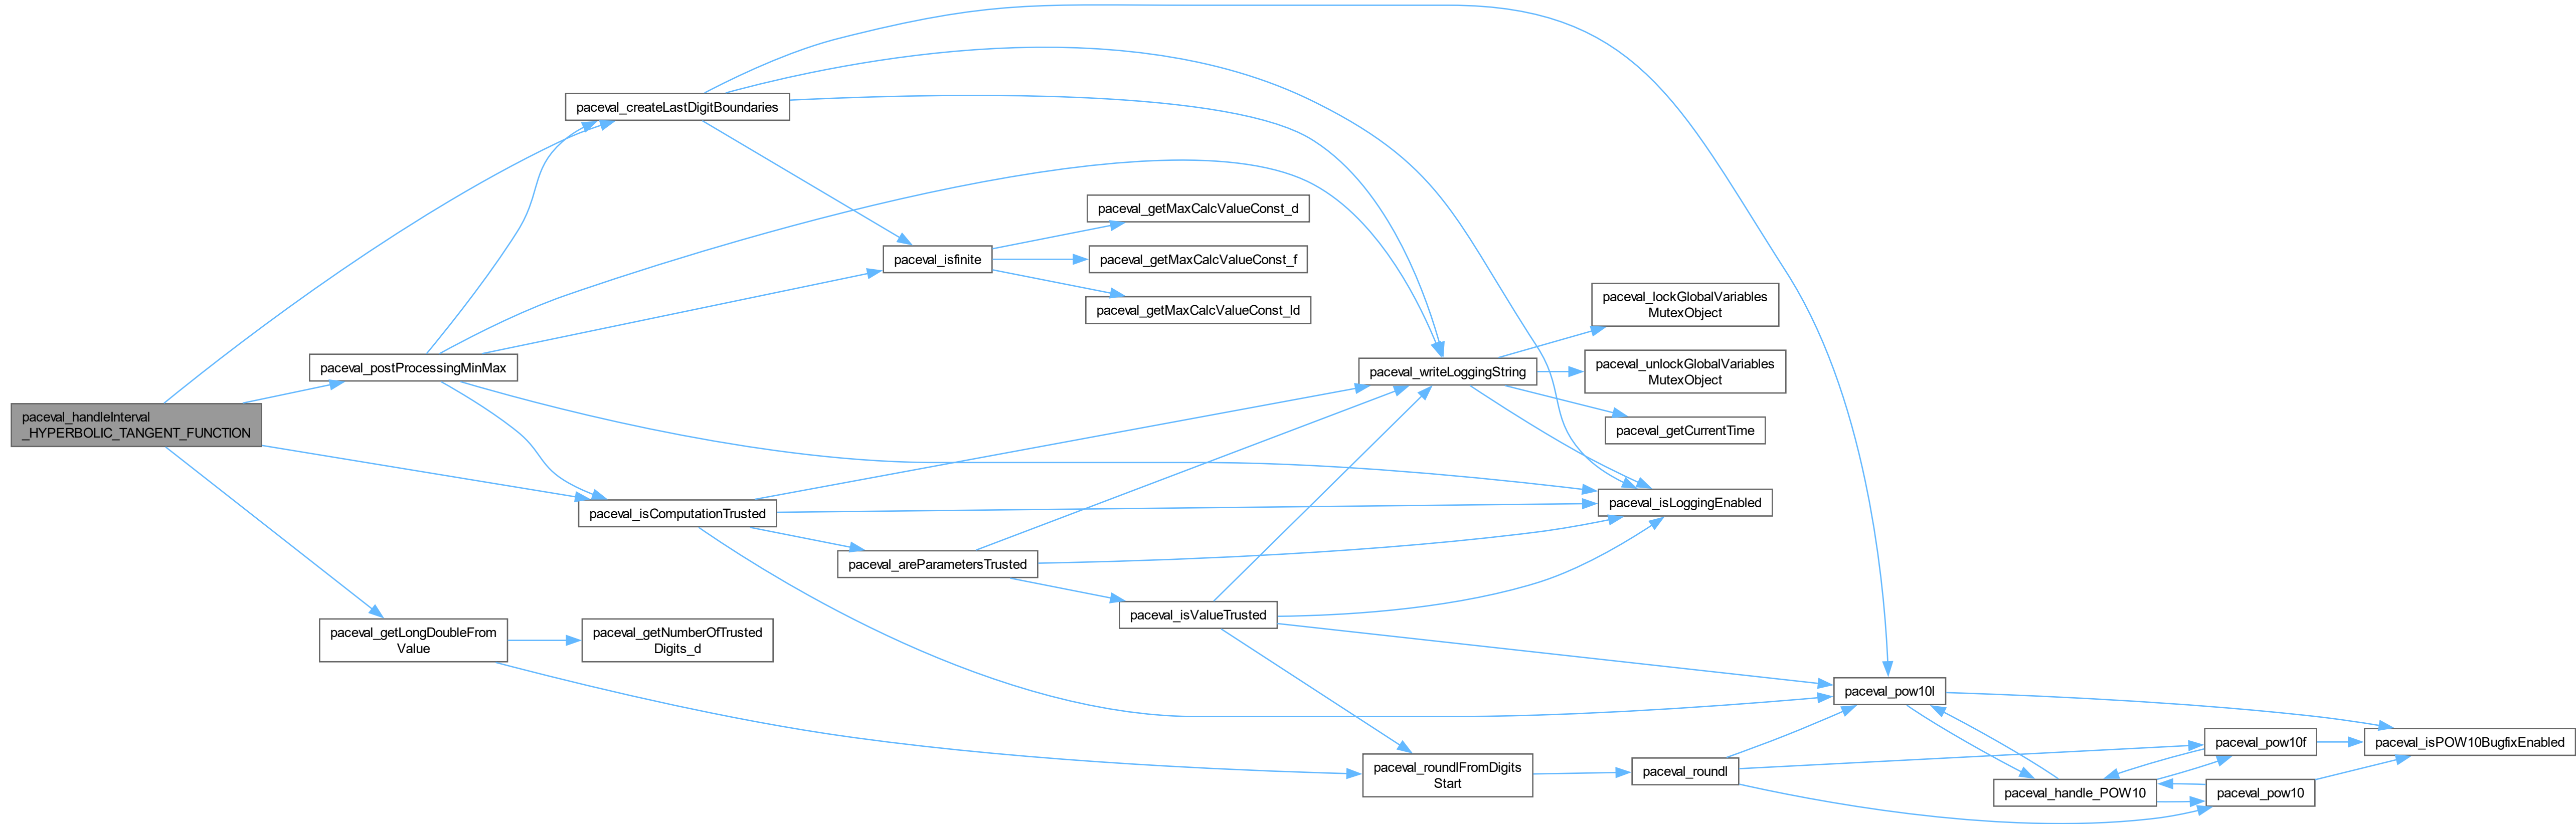 paceval_createLastDigitBoundaries
paceval_getMaxCalcValueConst_d
paceval_isfinite
paceval_getMaxCalcValueConst_f
paceval_getMaxCalcValueConst_ld
paceval_lockGlobalVariables
MutexObject
paceval_postProcessingMinMax
paceval_writeLoggingString
paceval_unlockGlobalVariables
MutexObject
paceval_handleInterval
_HYPERBOLIC_TANGENT_FUNCTION
paceval_getCurrentTime
paceval_isComputationTrusted
paceval_isLoggingEnabled
paceval_areParametersTrusted
paceval_isValueTrusted
paceval_getLongDoubleFrom
Value
paceval_getNumberOfTrusted
Digits_d
paceval_pow10l
paceval_roundlFromDigits
Start
paceval_roundl
paceval_pow10f
paceval_isPOW10BugfixEnabled
paceval_handle_POW10
paceval_pow10